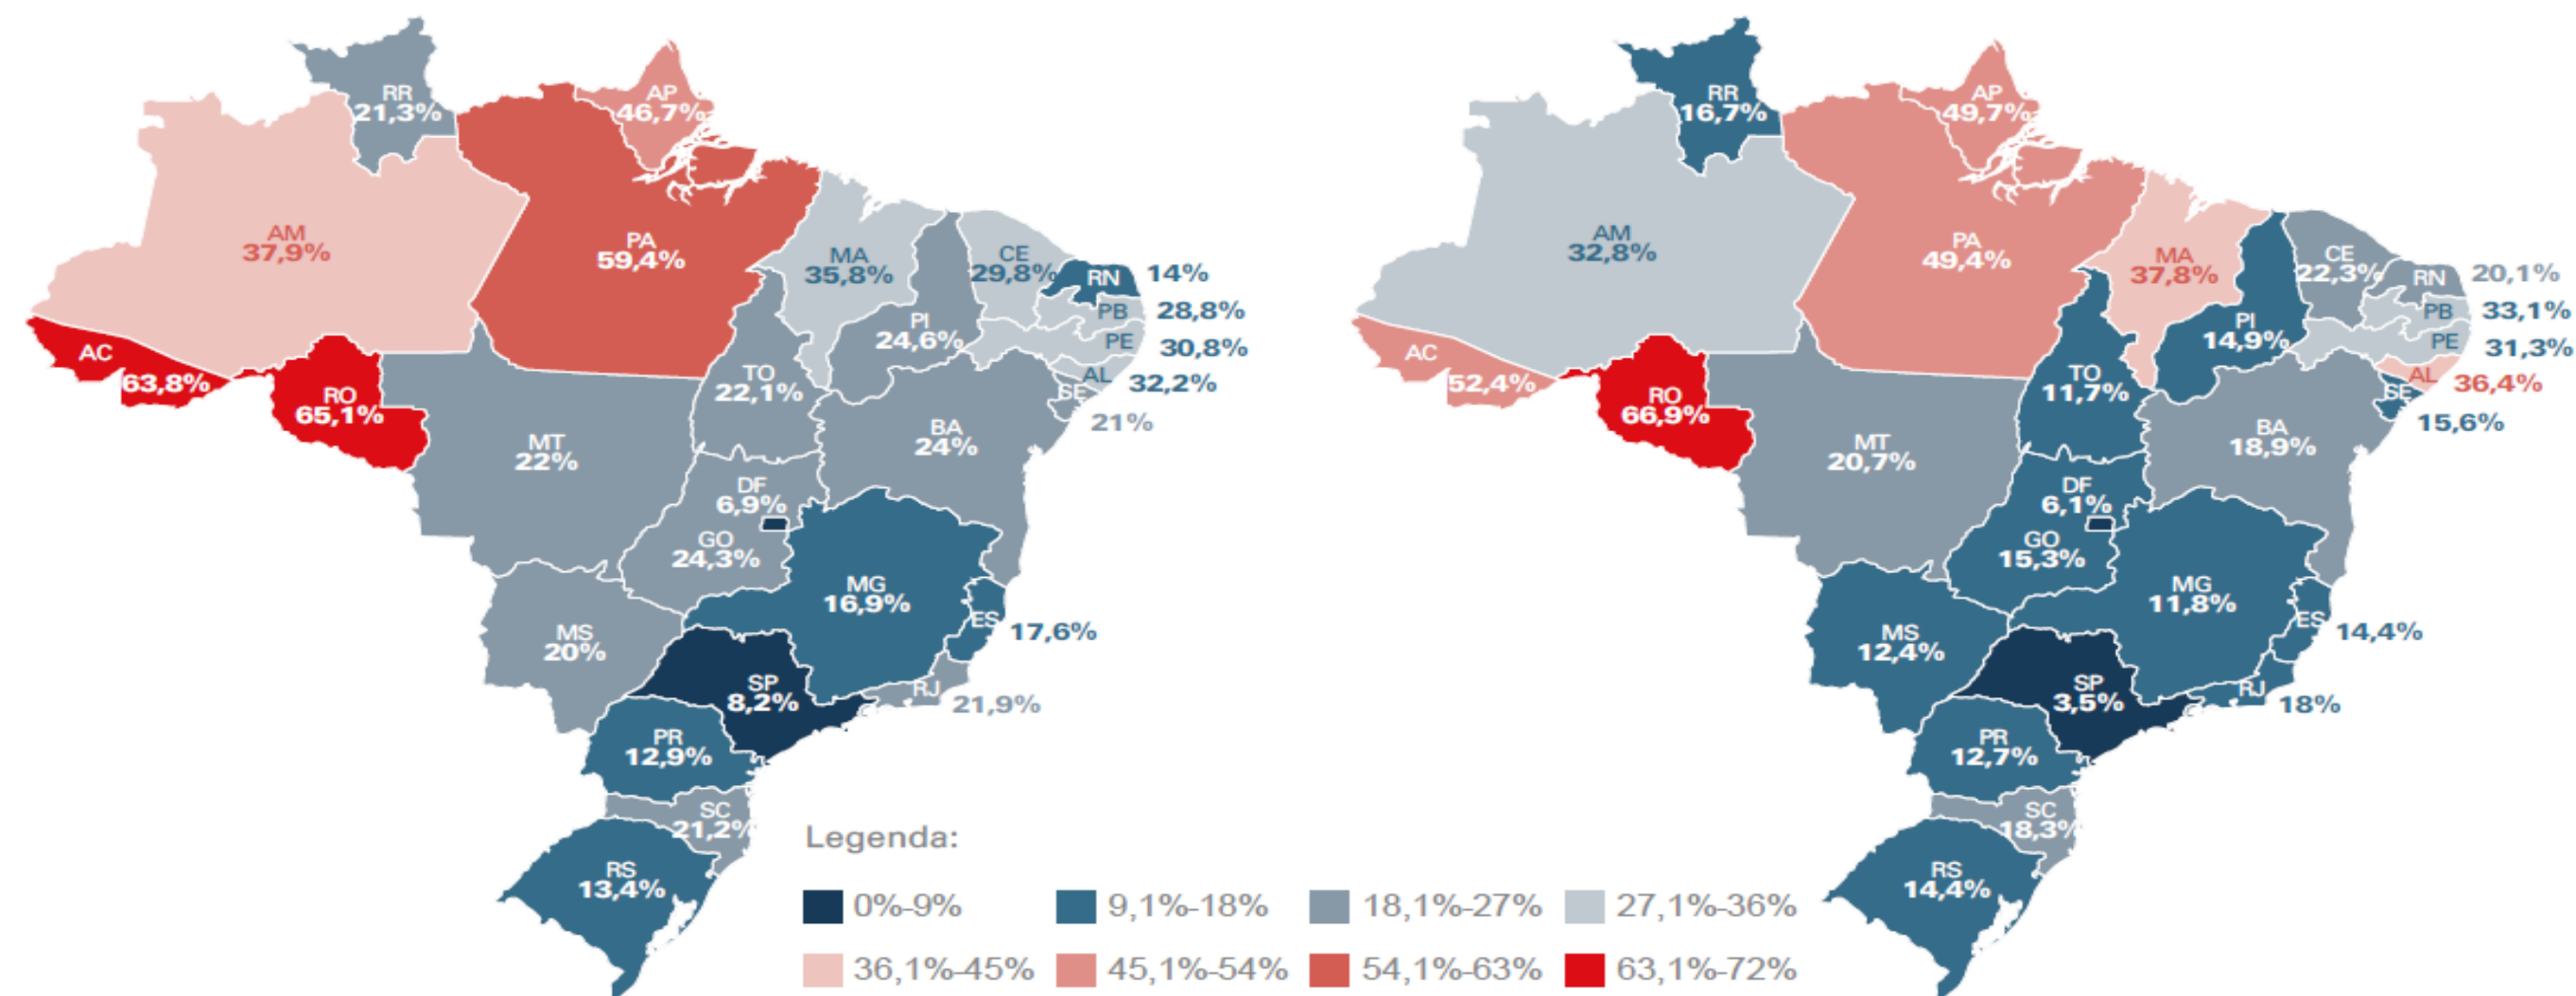 RR
21,3%
AP
46,7%
AM
37,9%
PA
59,4%
MA
35,8%
CE
29,8%
RN 14%
PB 28,8%
PE 30,8%
AL 32,2%
SE
21%
PI
24,6%
AC
63,8%
RO
65,1%
TO
22,1%
MT
22%
BA
24%
DF
6,9%
GO
24,3%
MG
16,9%
ES 17,6%
MS
20%
SP
8,2%
RJ 21,9%
PR
12,9%
SC
21,2%
RS
13,4%
RR
16,7%
AP
49,7%
AM
32,8%
PA
49,4%
MA
37,8%
CE
22,3%
RN 20,1%
PB 33,1%
PE 31,3%
AL 36,4%
SE
15,6%
PI
14,9%
AC
52,4%
RO
66,9%
TO
11,7%
MT
20,7%
BA
18,9%
DF
6,1%
GO
15,3%
MG
11,8%
ES 14,4%
MS
12,4%
SP
3,5%
RJ 18%
PR
12,7%
SC
18,3%
RS
14,4%
Legenda:
0%-9% 9,1%-18% 18,1%-27% 27,1%-36%
36,1%-45% 45,1%-54% 54,1%-63% 63,1%-72%